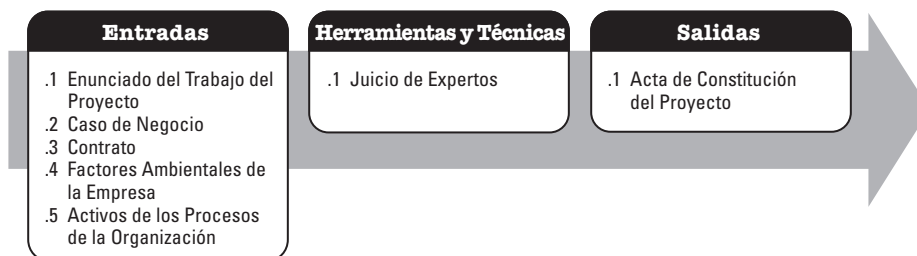 Entradas
.1 Enunciado del Trabajo del
Proyecto
.2 Caso de Negocio
.3 Contrato
.4 Factores Ambientales de
la Empresa
.5 Activos de los Procesos
de la Organización
Herramientas y Técnicas
.1 Juicio de Expertos
Salidas
.1 Acta de Constitución
del Proyecto